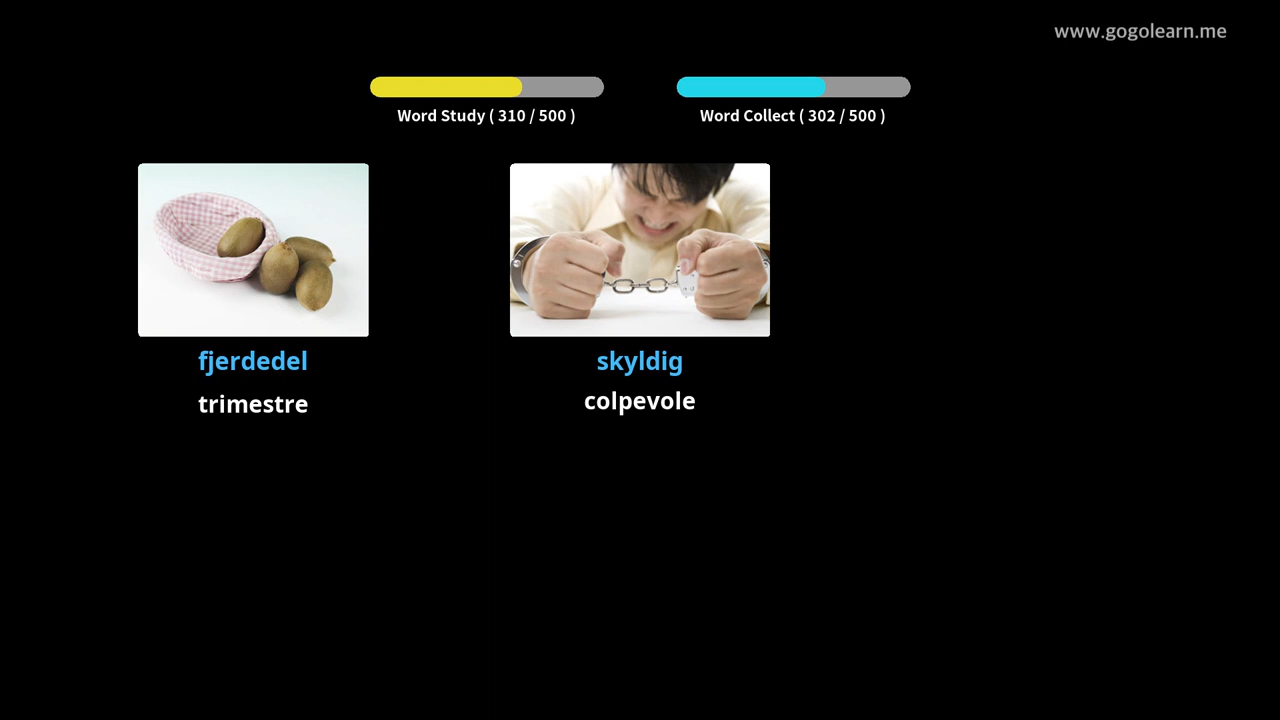 www.gogolearn.me
Word Study ( 310 / 500 )
Word Collect ( 302 / 500 )
fjerdedel
trimestre
skyldig
colpevole